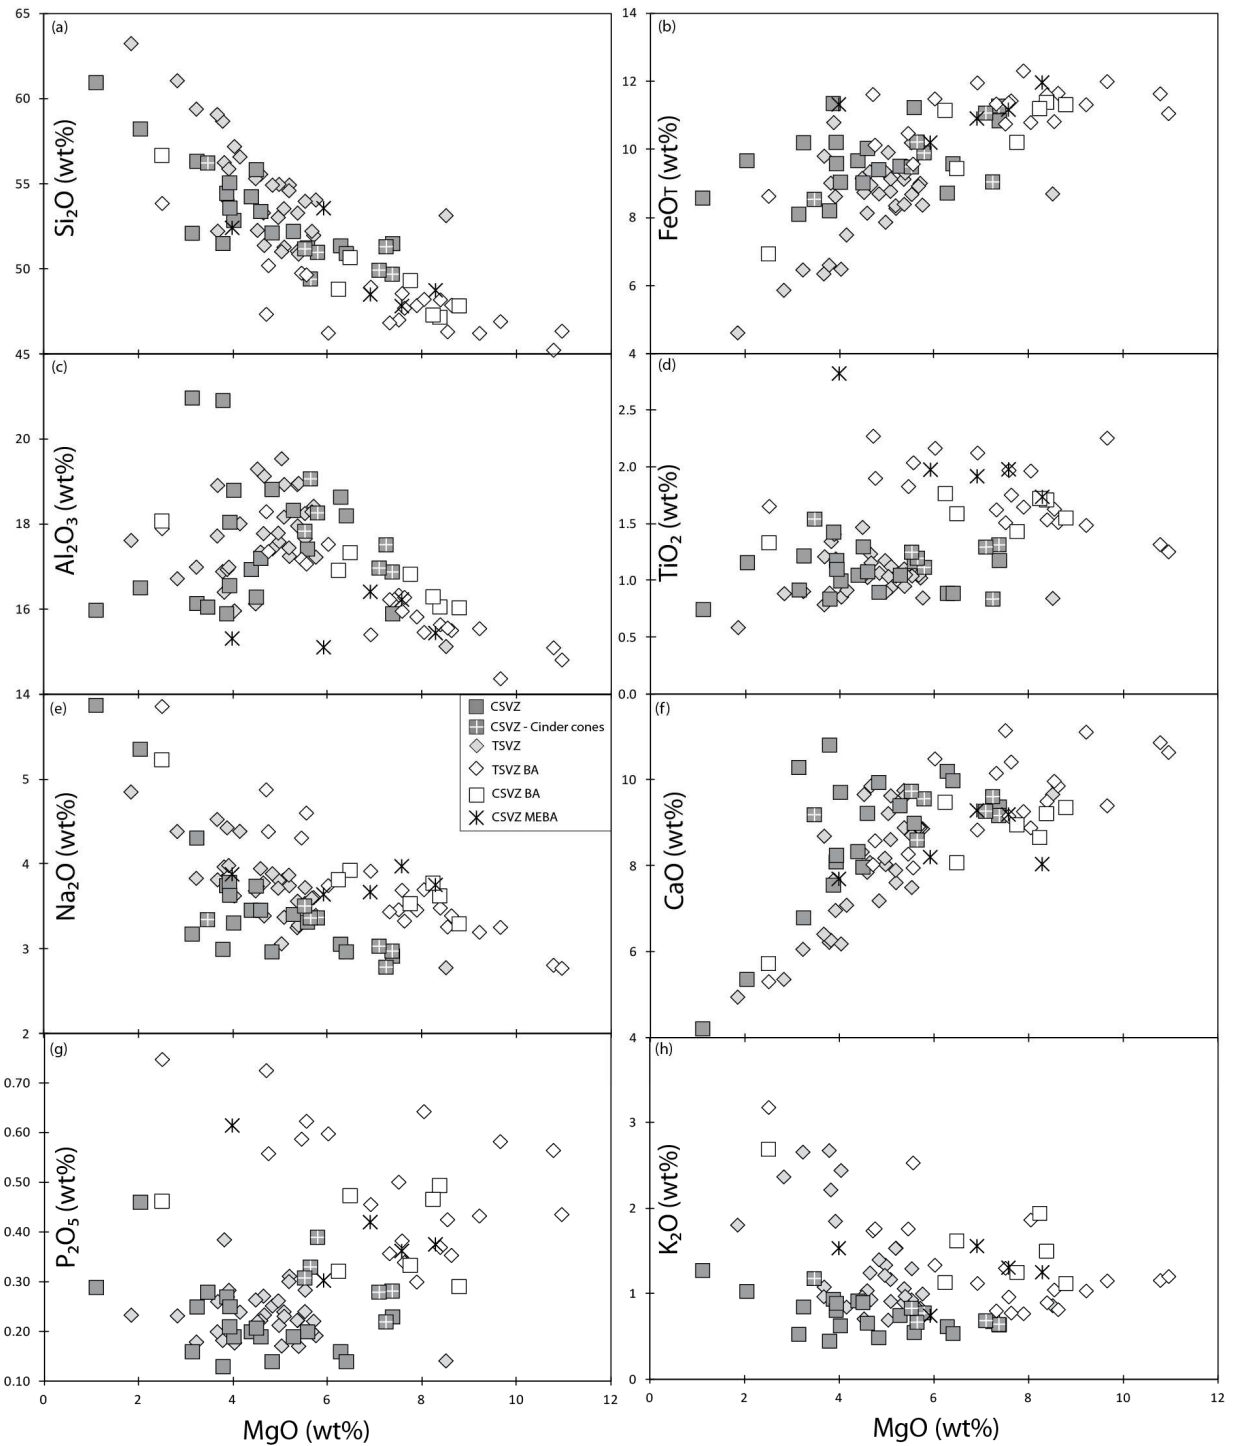 (a)
65
60
55
50
45
Si₂O (wt%)
(b)
14
12
10
8
6
4
FeOT (wt%)
(c)
20
18
16
14
Al₂O₃ (wt%)
(d)
2.5
2.0
1.5
1.0
0.5
0.0
TiO₂ (wt%)
(e)
5
4
3
2
Na₂O (wt%)
CSVZ
CSVZ - Cinder cones
TSVZ
TSVZ BA
CSVZ BA
CSVZ MEBA
(f)
10
8
6
4
CaO (wt%)
(g)
0.70
0.60
0.50
0.40
0.30
0.20
0.10
P₂O₅ (wt%)
0 2 4 6 8 10 12
MgO (wt%)
(h)
3
2
1
0
K₂O (wt%)
0 2 4 6 8 10 12
MgO (wt%)